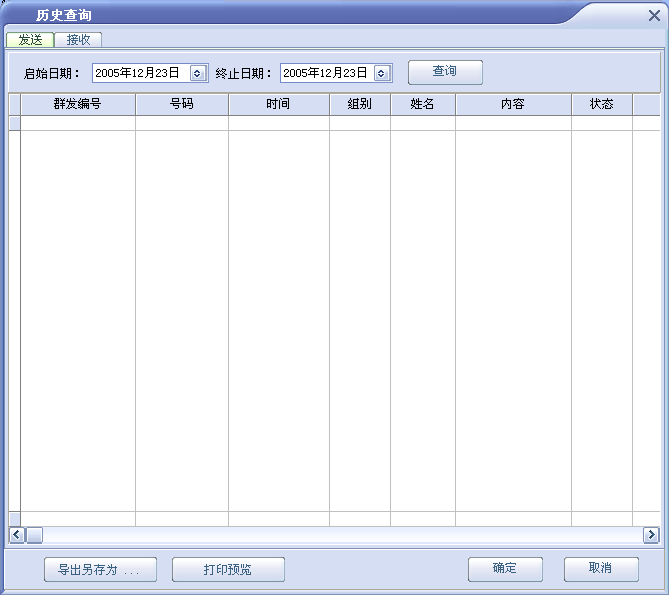 历史查询
发送 接收
启始日期： 2005年12月23日 终止日期： 2005年12月23日 查询
群发编号 号码 时间 组别 姓名 内容 状态
导出另存为 ... 打印预览 确定 取消